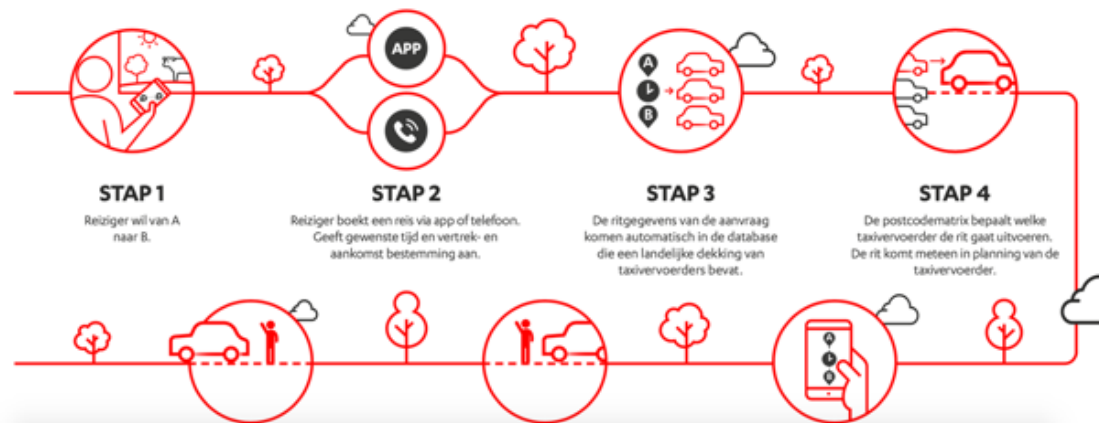 APP
A
B
STAP 1
Reiziger wil van A
naar B.
STAP 2
Reiziger boekt een reis via app of telefoon.
Geeft gewenste tijd en vertrek- en
aankomst bestemming aan.
STAP 3
De ritgegevens van de aanvraag
komen automatisch in de database
die een landelijke dekking van
taxivervoerders bevat.
STAP 4
De postcodematrix bepaalt welke
taxivervoerder de rit gaat uitvoeren.
De rit komt meteen in planning van de
taxivervoerder.
A
B